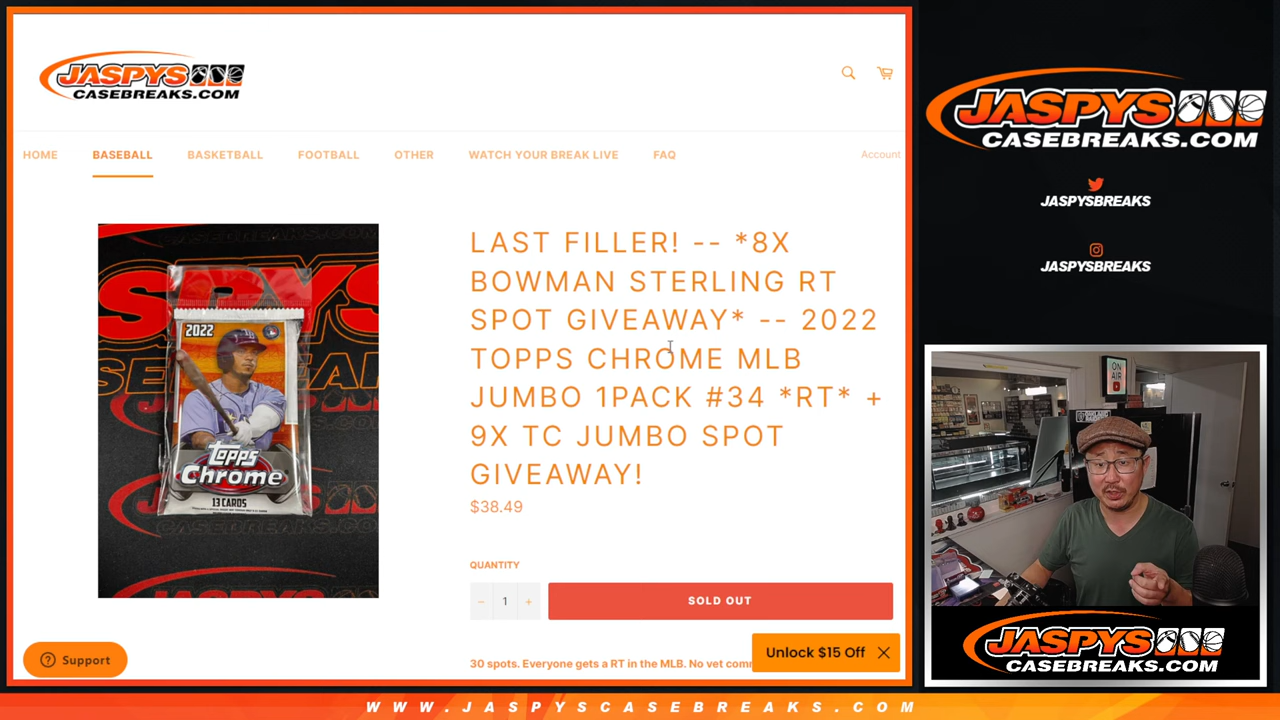 JASPYS
CASEBREAKS.COM
HOME
BASEBALL
BASKETBALL
FOOTBALL
OTHER
WATCH YOUR BREAK LIVE
FAQ
Account
LAST FILLER! -- *8X
BOWMAN STERLING RT
SPOT GIVEAWAY* -- 2022
TOPPS CHROME MLB
JUMBO 1PACK #34 *RT* +
9X TC JUMBO SPOT
GIVEAWAY!
$38.49
QUANTITY
− 1 +
SOLD OUT
30 spots. Everyone gets a RT in the MLB. No vet
Unlock $15 Off
Support
2022
Topps
Chrome
13 CARDS
JASPYS
CASEBREAKS.COM
JASPYSBREAKS
JASPYSBREAKS
ON
AIR
JASPYS
CASEBREAKS.COM
WWW.JASPYSCASEBREAKS.COM